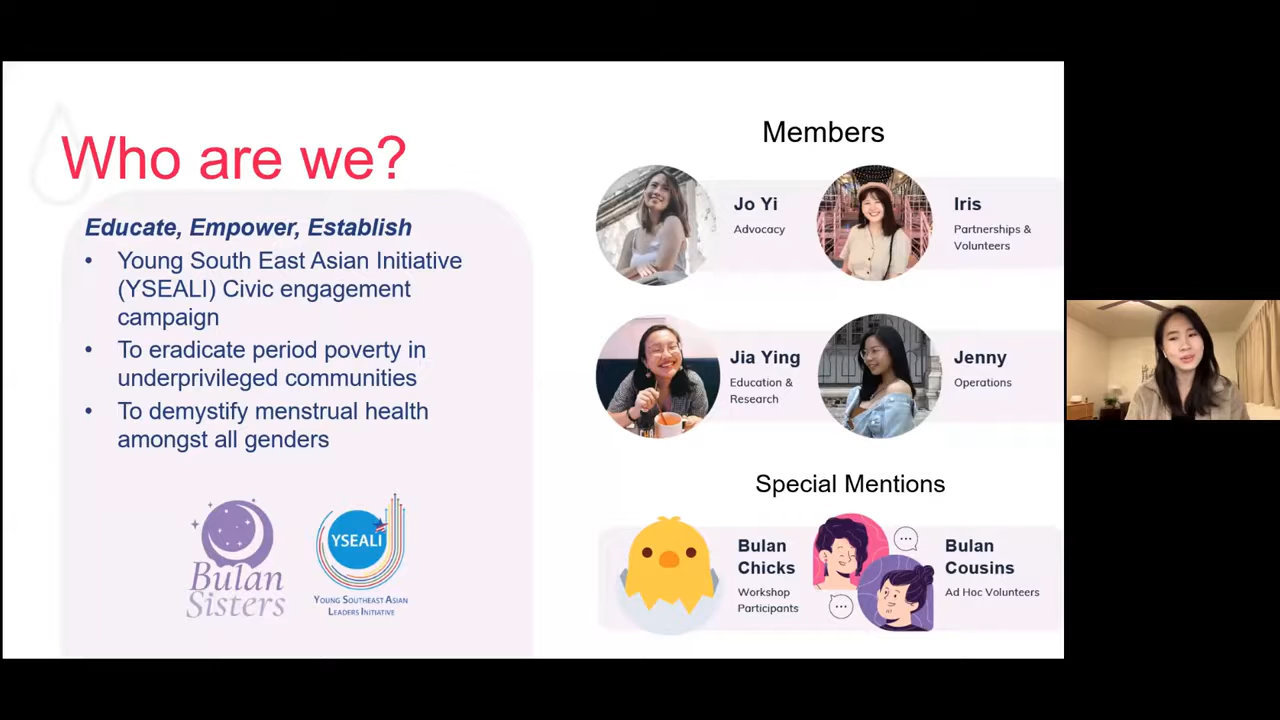 Who are we?
Educate, Empower, Establish
• Young South East Asian Initiative
(YSEALI) Civic engagement
campaign
• To eradicate period poverty in
underprivileged communities
• To demystify menstrual health
amongst all genders
Bulan
Sisters
YSEALI
Young Southeast Asian
Leaders Initiative
Members
Jo Yi
Advocacy
Iris
Partnerships &
Volunteers
Jia Ying
Education &
Research
Jenny
Operations
Special Mentions
Bulan
Chicks
Workshop
Participants
Bulan
Cousins
Ad Hoc Volunteers